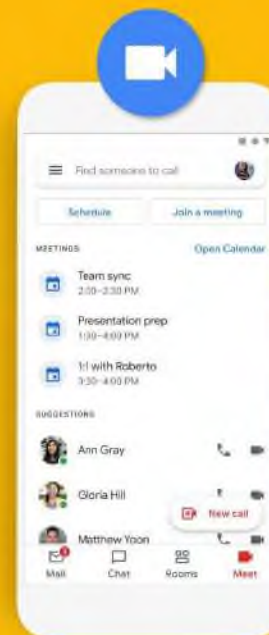 Find someone to call
Schedule
Join a meeting
MEETINGS
Open Calendar
Team sync
2:00–2:30 PM
Presentation prep
1:30–4:00 PM
1:1 with Roberto
3:30–4:00 PM
SUGGESTIONS
Ann Gray
Gloria Hill
New call
Matthew Yoon
Mail
Chat
Rooms
Meet